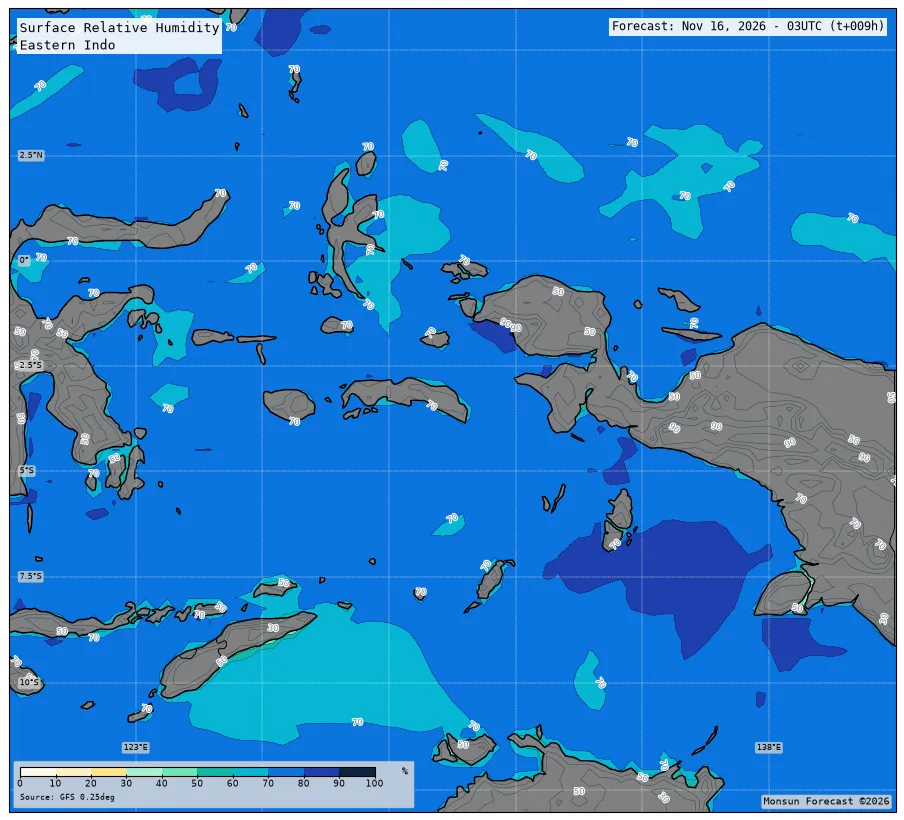 Surface Relative Humidity
Eastern Indo
Forecast: Nov 16, 2026 - 03UTC (t+009h)
2.5°N
0°
2.5°S
5°S
7.5°S
10°S
123°E
138°E
%
0 10 20 30 40 50 60 70 80 90 100
Source: GFS 0.25deg
Monsun Forecast ©2026